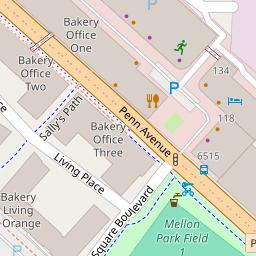 Bakery
Office
One
Bakery
Office
Two
P
134
Penn Avenue
118
Sally's Path
Bakery
Office
Three
6515
Living Place
Bakery
Living
Orange
Square Boulevard
Mellon
Park Field
1
P